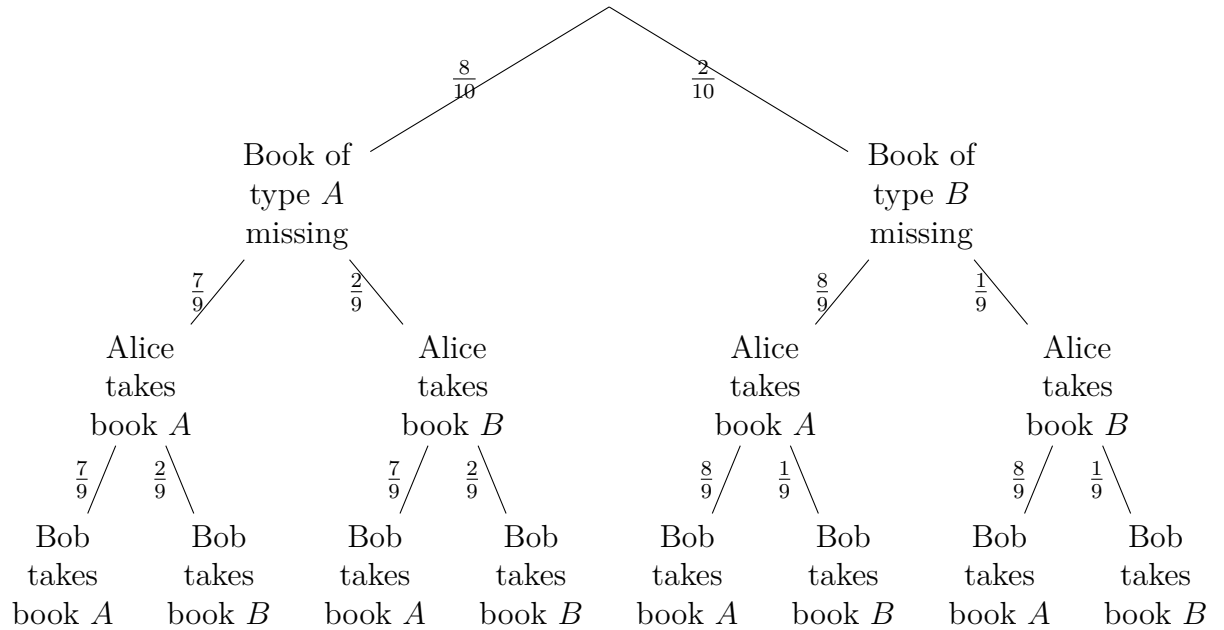 8/10 2/10
Book of Book of
type A type B
missing missing
7/9 2/9 8/9 1/9
Alice Alice Alice Alice
takes takes takes takes
book A book B book A book B
7/9 2/9 7/9 2/9 8/9 1/9 8/9 1/9
Bob Bob Bob Bob Bob Bob Bob Bob
takes takes takes takes takes takes takes takes
book A book B book A book B book A book B book A book B